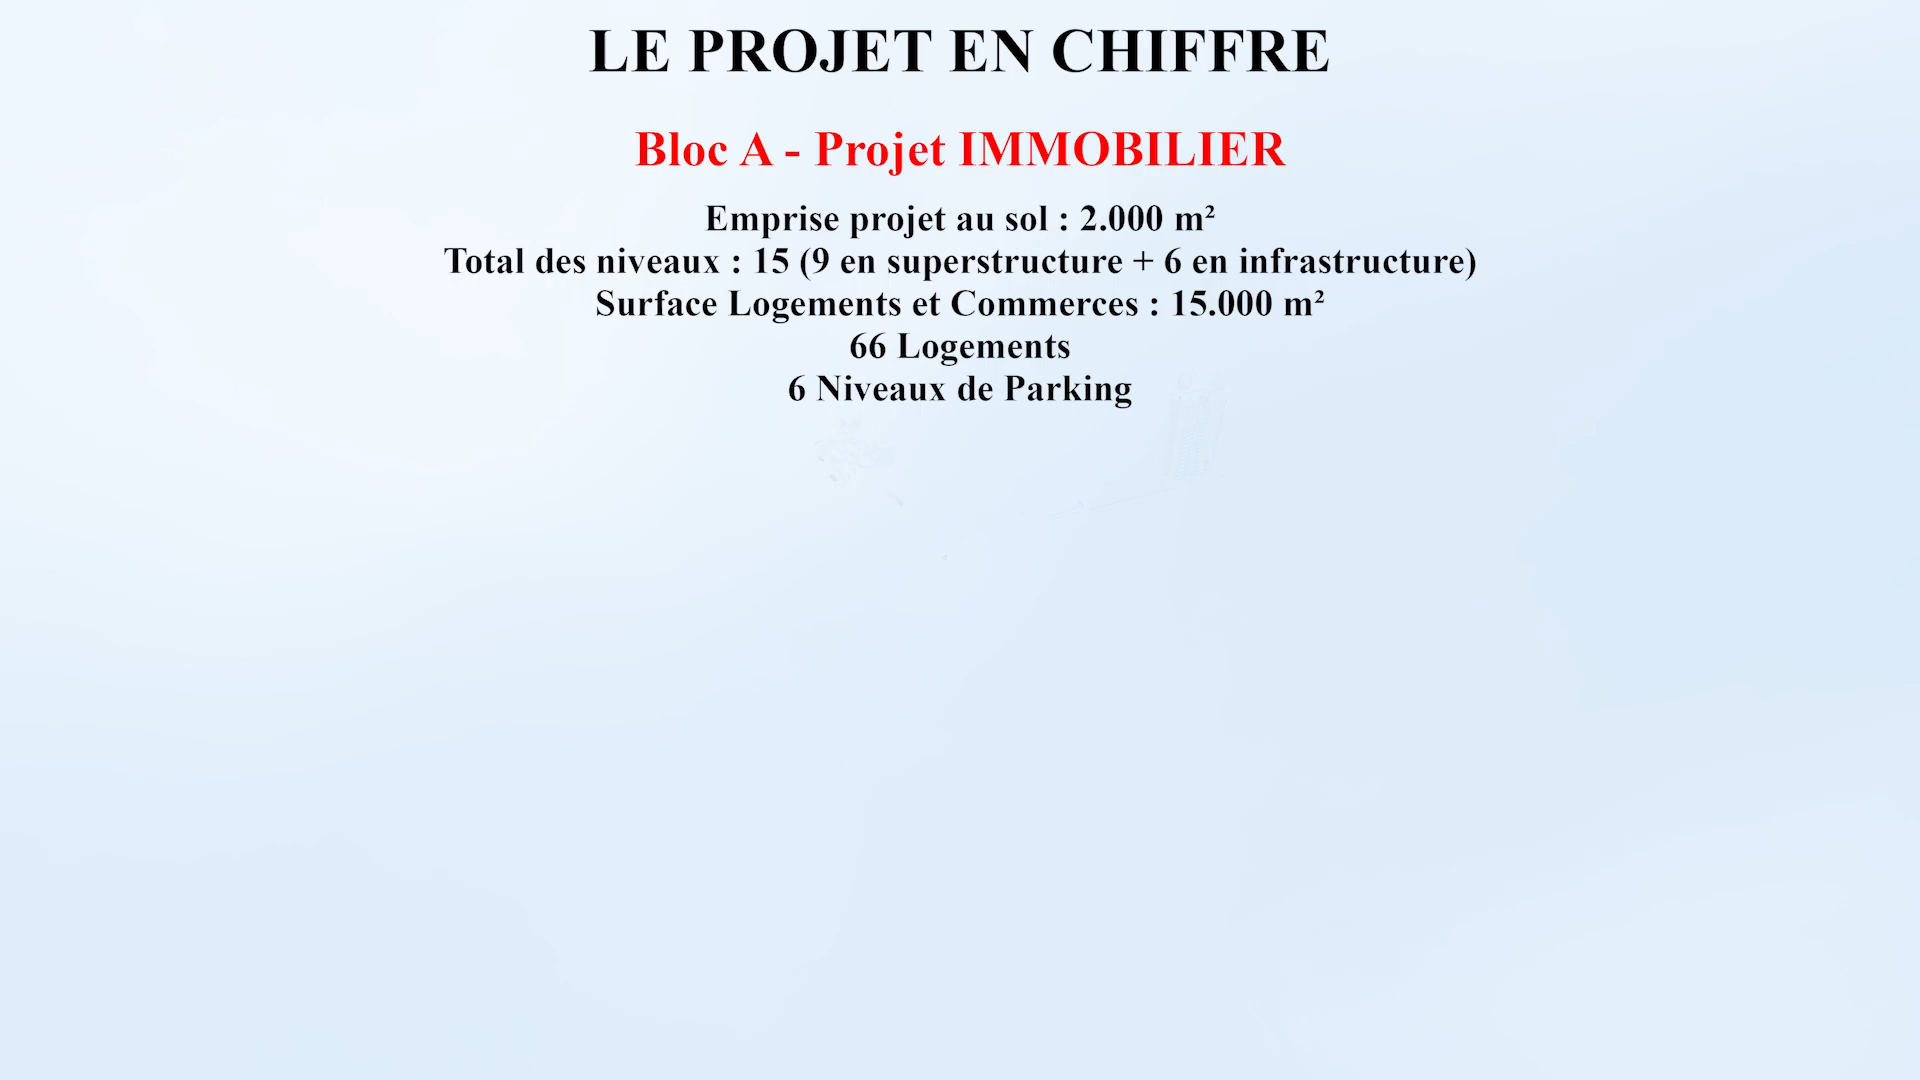 LE PROJET EN CHIFFRE
Bloc A - Projet IMMOBILIER
Emprise projet au sol : 2.000 m²
Total des niveaux : 15 (9 en superstructure + 6 en infrastructure)
Surface Logements et Commerces : 15.000 m²
66 Logements
6 Niveaux de Parking